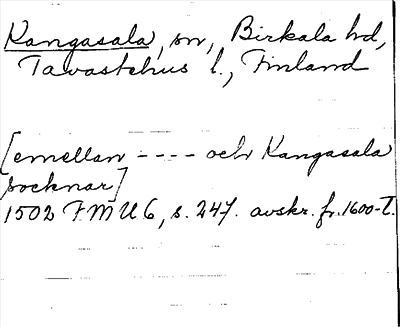 Kangasala, sn, Birkala hd,
Tavastehus l., Finland
[emellan ---- och Kangasala
socknar]
1502 FMU 6, s. 247. avskr. fr. 1600-t.